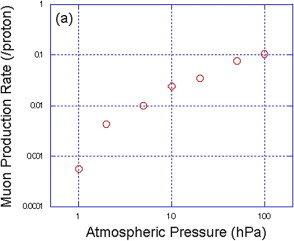 (a)
Muon Production Rate (/proton)
1
0.1
0.01
0.001
0.0001
1
10
100
Atmospheric Pressure (hPa)